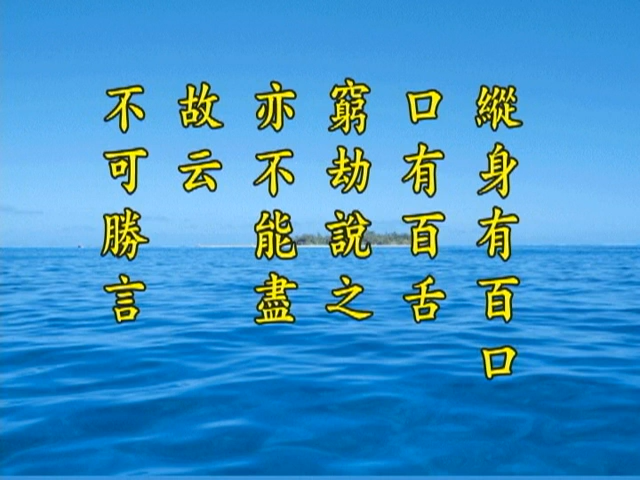 縱身有百口
口有百舌
窮劫說之
亦不能盡
故云
不可勝言